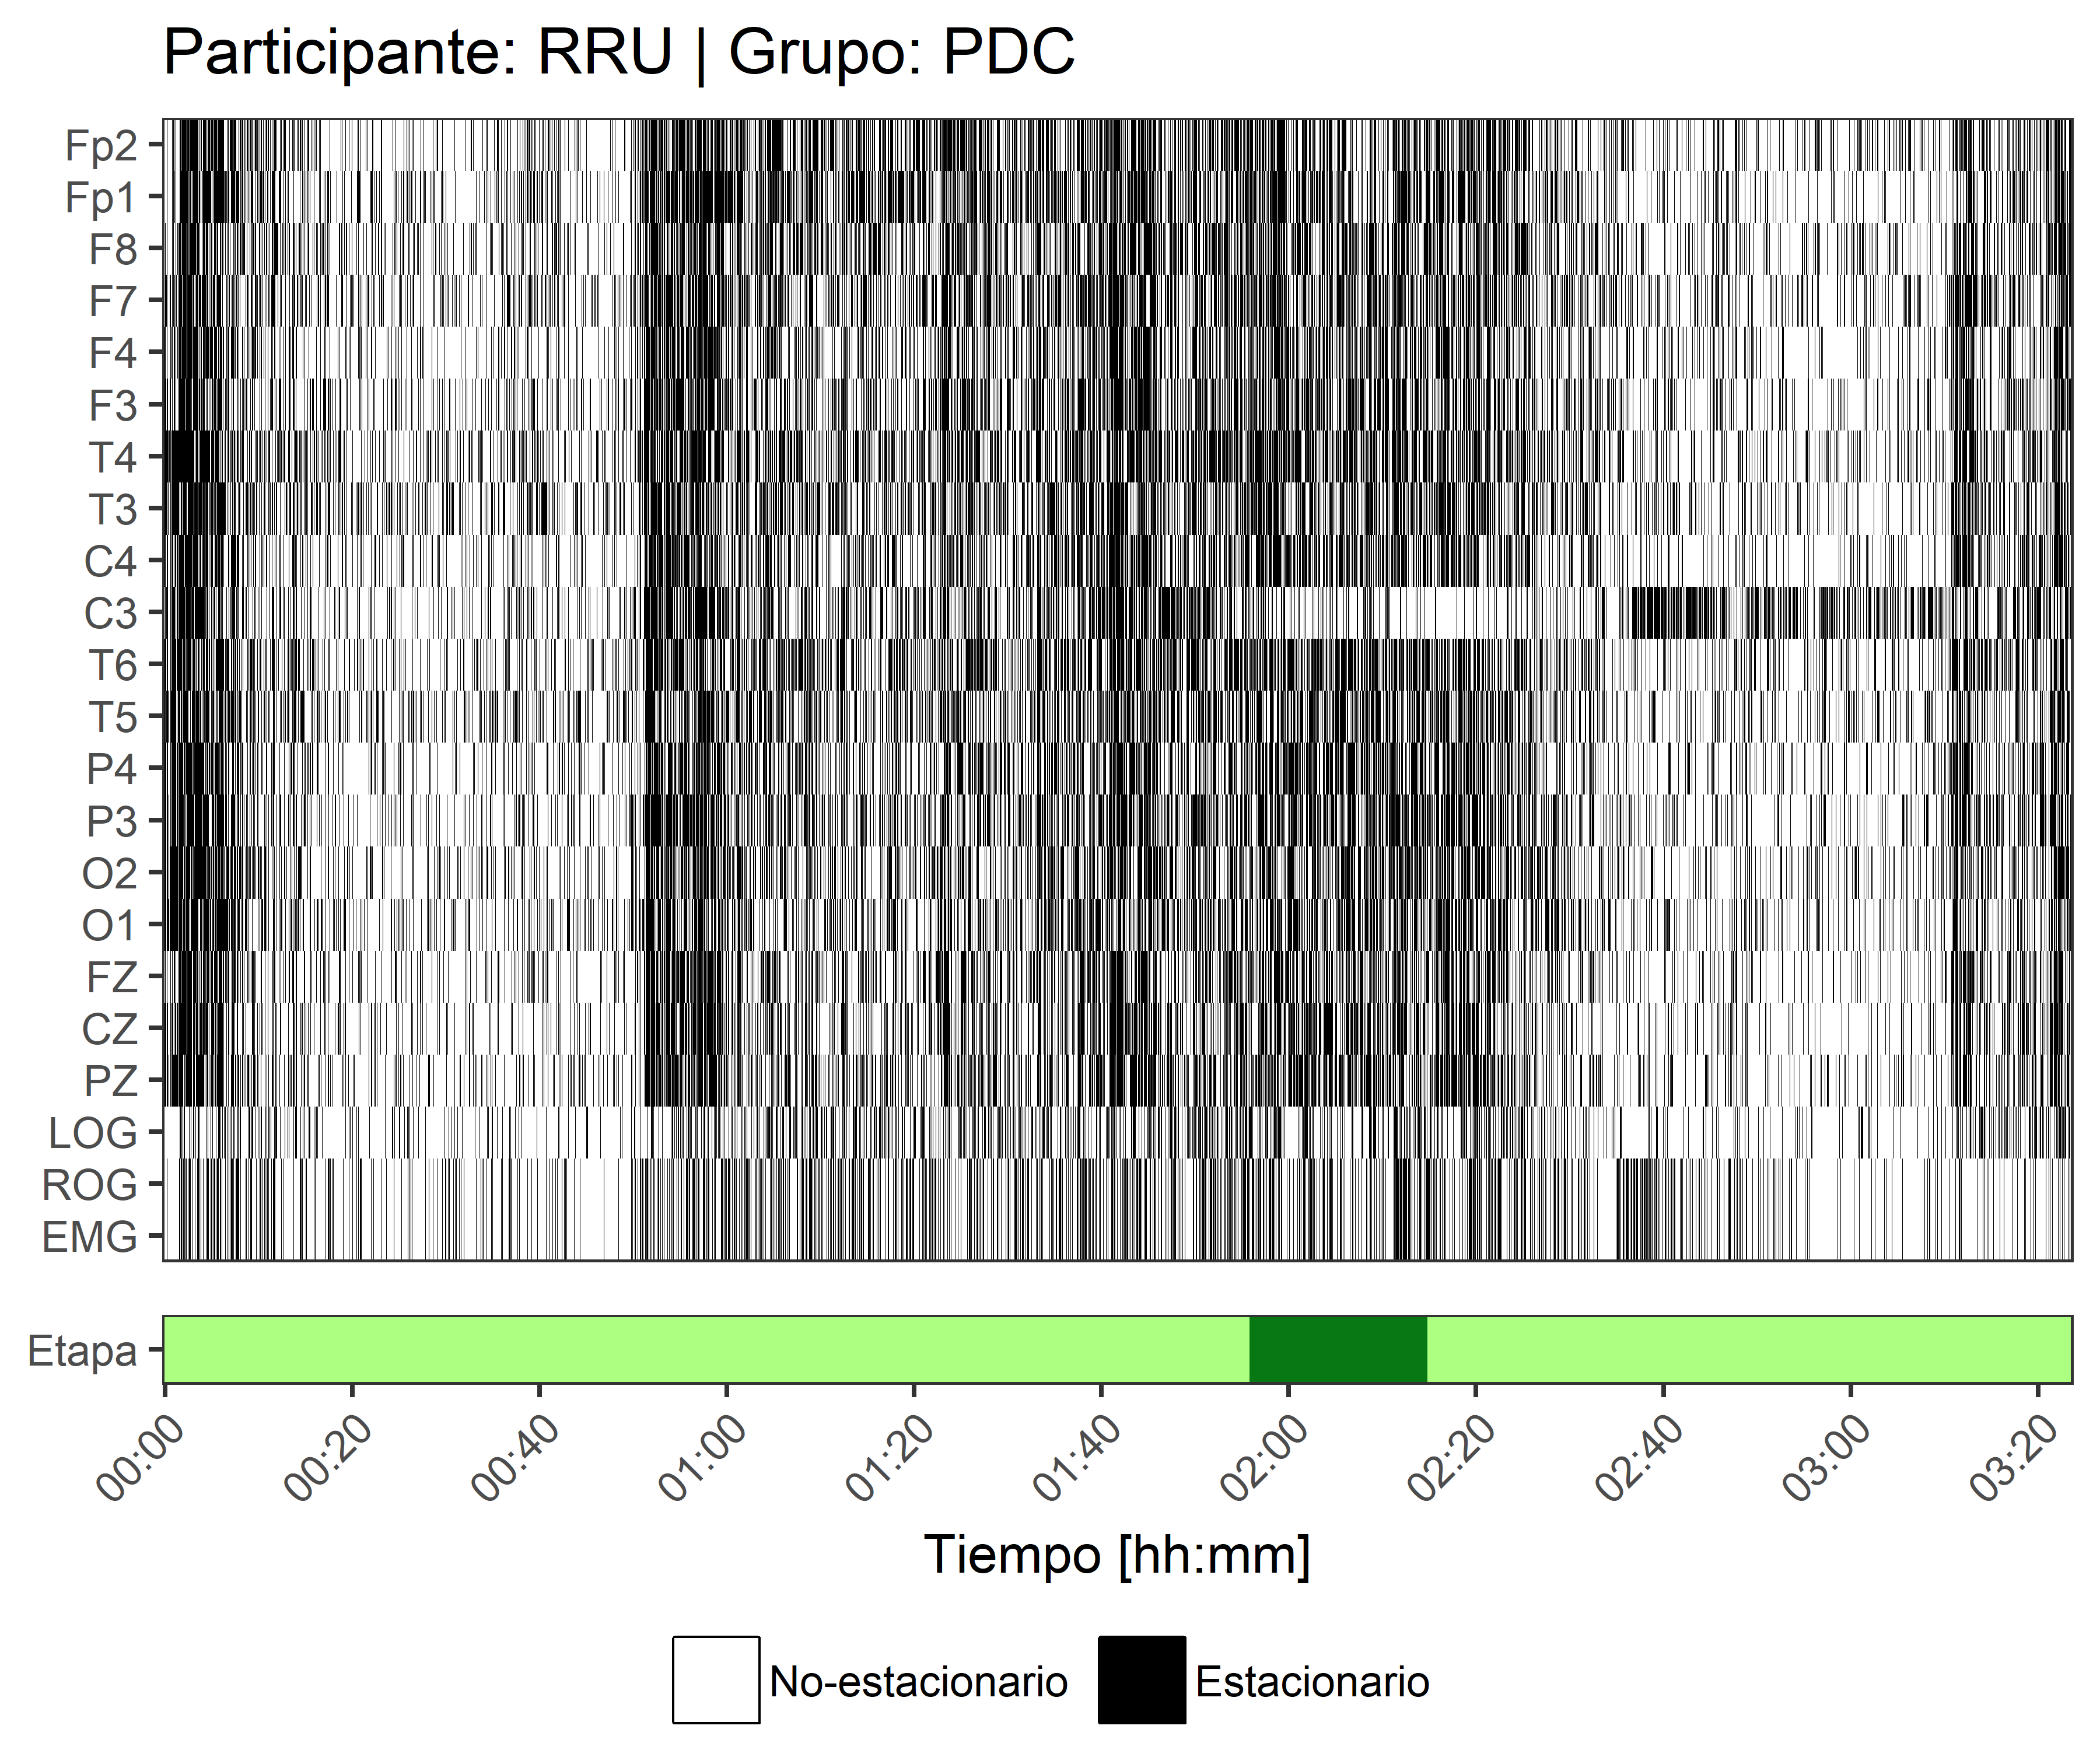 Participante: RRU | Grupo: PDC
Fp2
Fp1
F8
F7
F4
F3
T4
T3
C4
C3
T6
T5
P4
P3
O2
O1
FZ
CZ
PZ
LOG
ROG
EMG
Etapa
00:00 00:20 00:40 01:00 01:20 01:40 02:00 02:20 02:40 03:00 03:20
Tiempo [hh:mm]
No-estacionario Estacionario